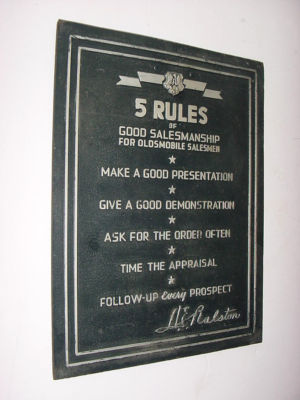 5 RULES
OF
GOOD SALESMANSHIP
FOR OLDSMOBILE SALESMEN
MAKE A GOOD PRESENTATION
GIVE A GOOD DEMONSTRATION
ASK FOR THE ORDER OFTEN
TIME THE APPRAISAL
FOLLOW-UP every PROSPECT
Ralston